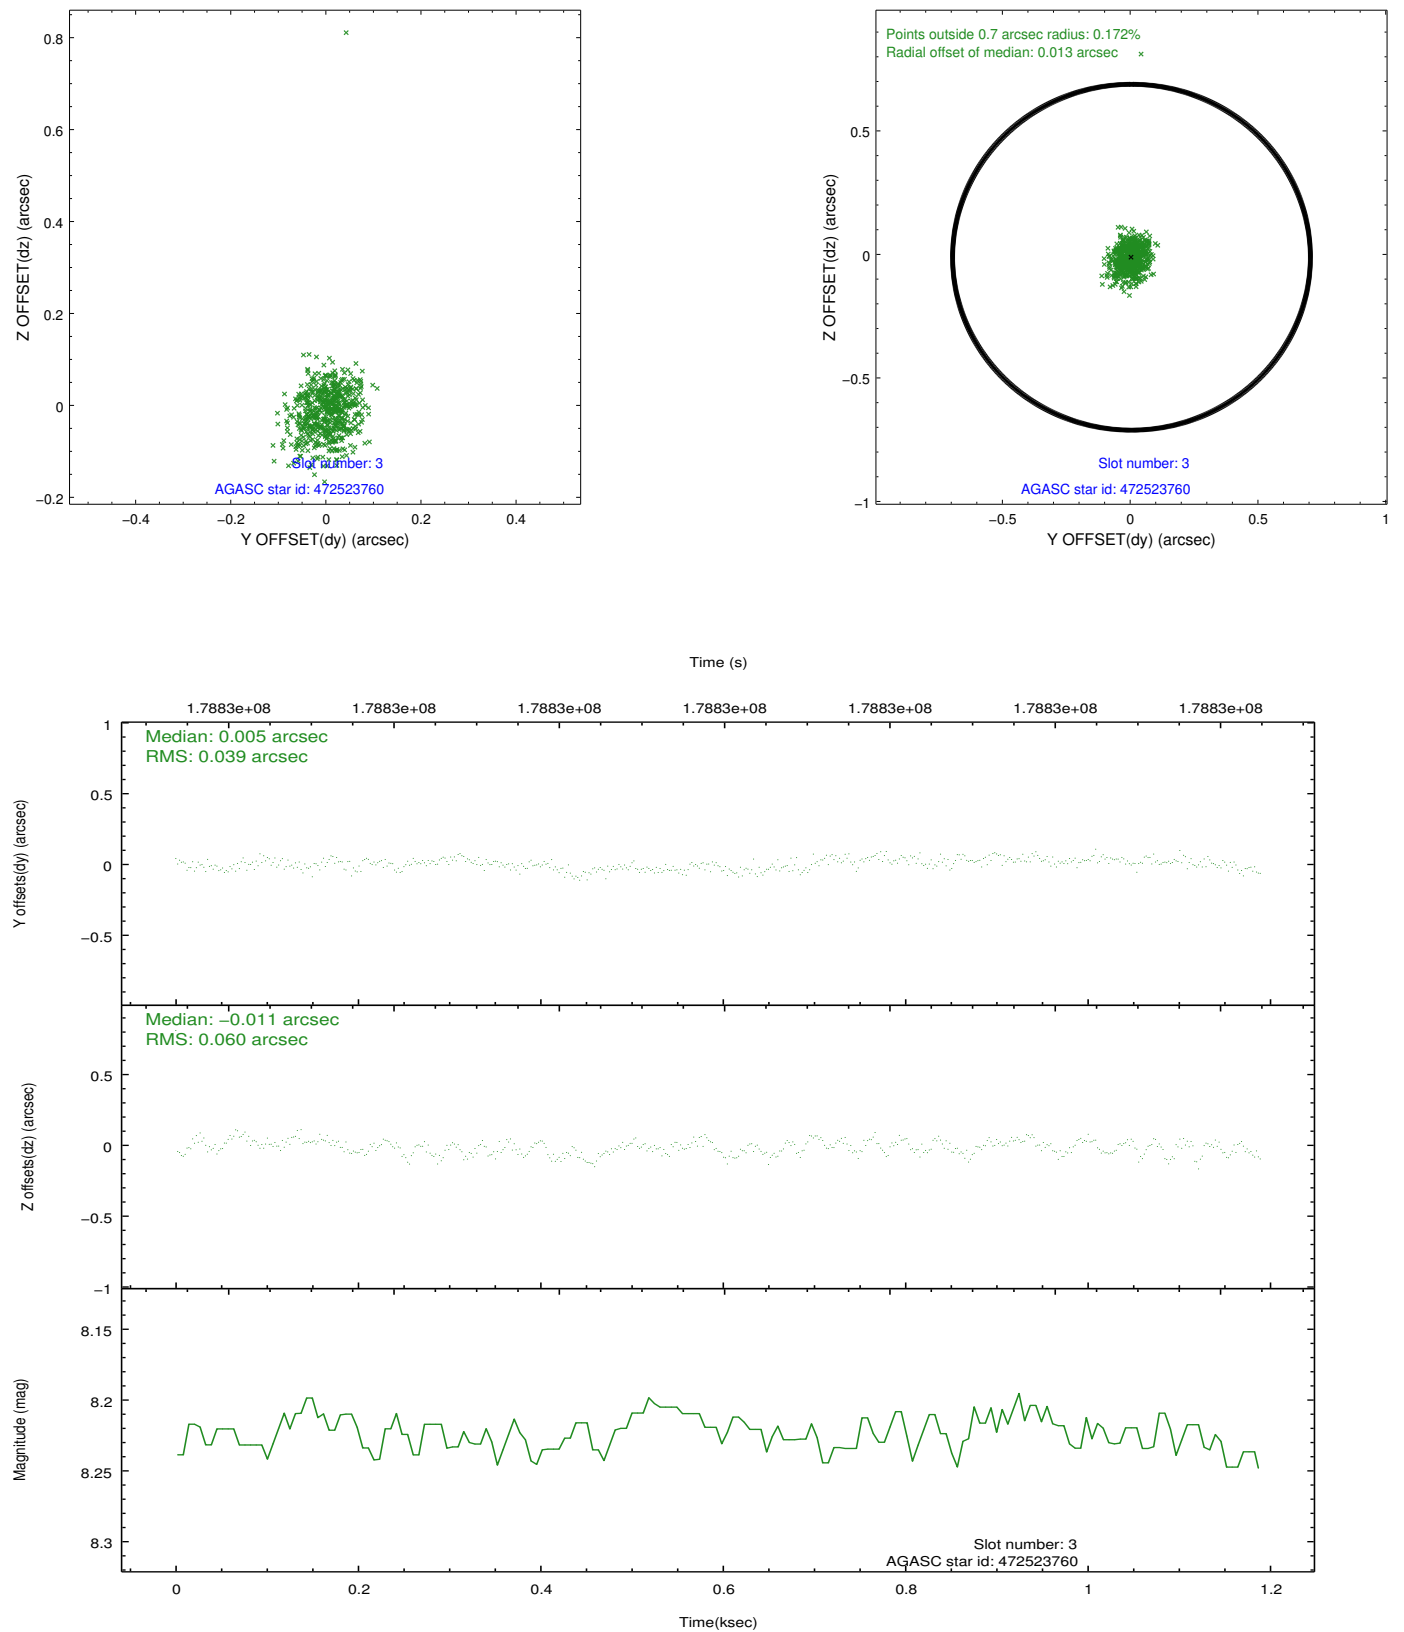 0.8
0.6
0.4
0.2
0
−0.2
−0.4
−0.2
0
0.2
0.4
Z OFFSET(dz) (arcsec)
Y OFFSET(dy) (arcsec)
Slot number: 3
AGASC star id: 472523760
Points outside 0.7 arcsec radius: 0.172%
Radial offset of median: 0.013 arcsec
0.5
0
−0.5
−1
−0.5
0
0.5
1
Z OFFSET(dz) (arcsec)
Y OFFSET(dy) (arcsec)
Slot number: 3
AGASC star id: 472523760
Time (s)
1.7883e+08 1.7883e+08 1.7883e+08 1.7883e+08 1.7883e+08 1.7883e+08 1.7883e+08
Median: 0.005 arcsec
RMS: 0.039 arcsec
1
0.5
0
−0.5
Y offsets(dy) (arcsec)
Median: −0.011 arcsec
RMS: 0.060 arcsec
0.5
0
−0.5
−1
Z offsets(dz) (arcsec)
8.15
8.2
8.25
8.3
Magnitude (mag)
Slot number: 3
AGASC star id: 472523760
0 0.2 0.4 0.6 0.8 1 1.2
Time(ksec)